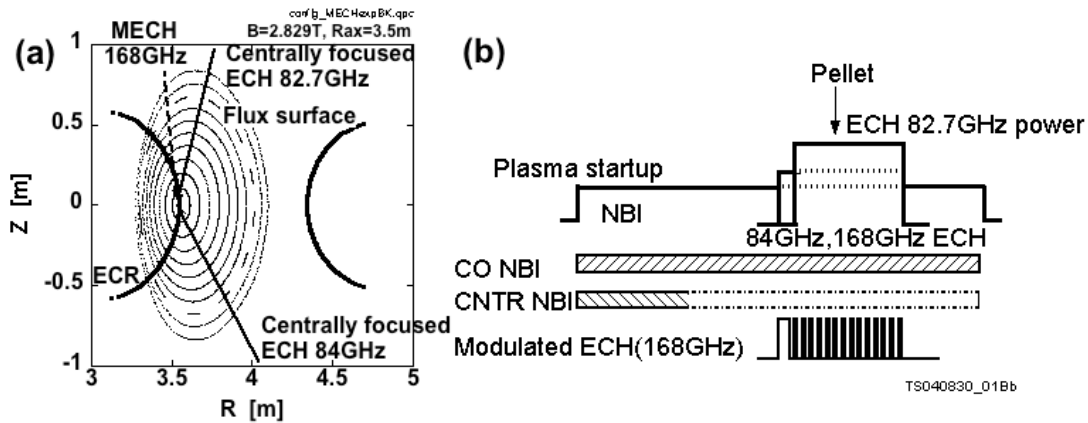 config_MECHexpBK.qpc
B=2.829T, Rax=3.5m
(a)
MECH
168GHz
Centrally focused
ECH 82.7GHz
Flux surface
ECR
Centrally focused
ECH 84GHz
1
0.5
0
-0.5
-1
Z [m]
3
3.5
4
4.5
5
R [m]
(b)
Pellet
ECH 82.7GHz power
Plasma startup
NBI
84GHz,168GHz ECH
CO NBI
CNTR NBI
Modulated ECH(168GHz)
TS040830_01Bb